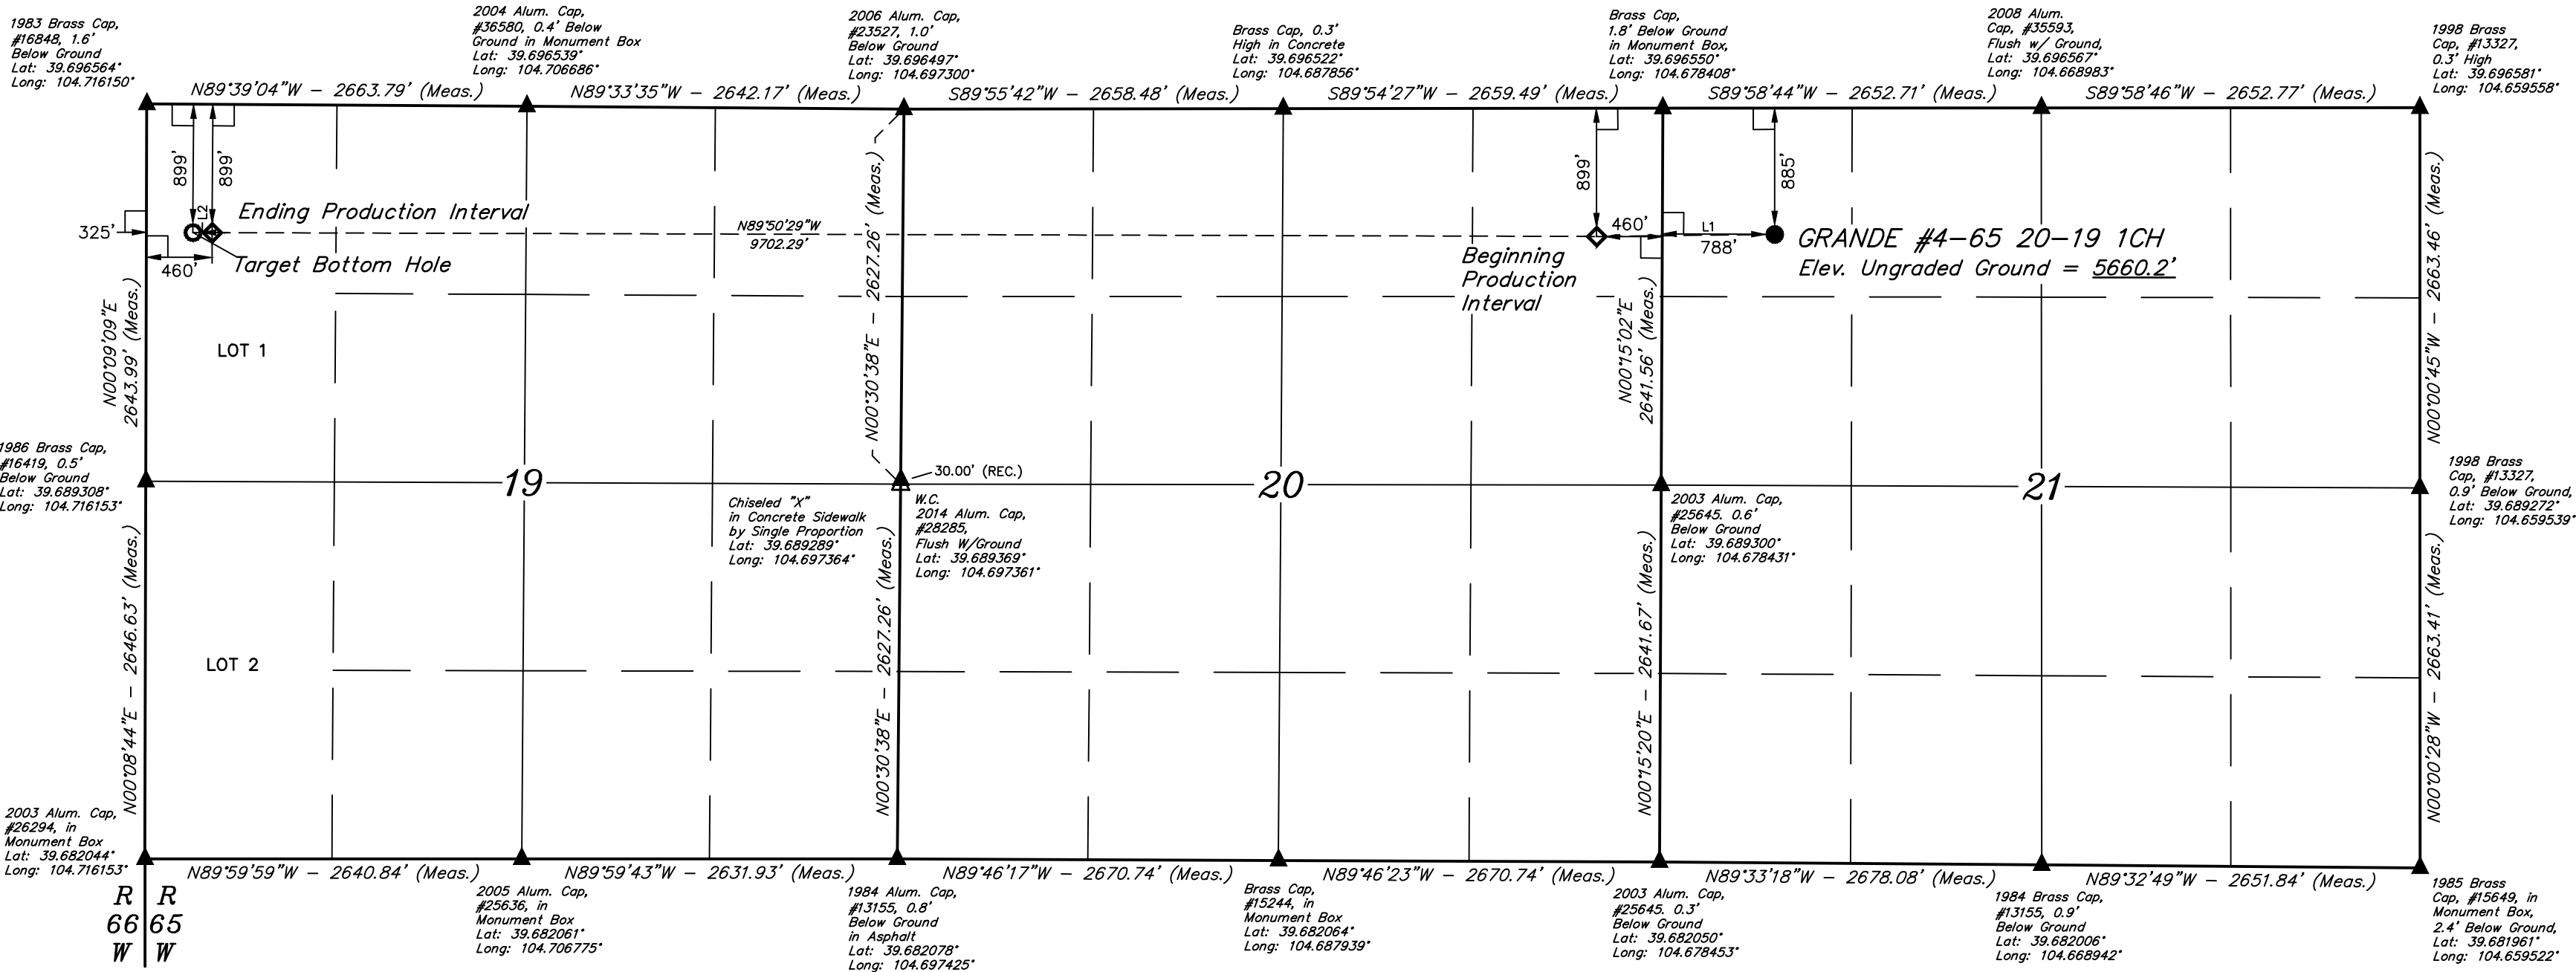 1983 Brass Cap,
#16848, 1.6'
Below Ground
Lat: 39.696564°
Long: 104.716150°
2004 Alum. Cap,
#36580, 0.4' Below
Ground in Monument Box
Lat: 39.696539°
Long: 104.706686°
2006 Alum. Cap,
#23527, 1.0'
Below Ground
Lat: 39.696497°
Long: 104.697300°
Brass Cap, 0.3'
High in Concrete
Lat: 39.696522°
Long: 104.687856°
Brass Cap,
1.8' Below Ground
in Monument Box,
Lat: 39.696550°
Long: 104.678408°
2008 Alum.
Cap, #35593,
Flush w/ Ground,
Lat: 39.696567°
Long: 104.668983°
1998 Brass
Cap, #13327,
0.3' High
Lat: 39.696581°
Long: 104.659558°
N89°39'04"W - 2663.79' (Meas.)
N89°33'35"W - 2642.17' (Meas.)
S89°55'42"W - 2658.48' (Meas.)
S89°54'27"W - 2659.49' (Meas.)
S89°58'44"W - 2652.71' (Meas.)
S89°58'46"W - 2652.77' (Meas.)
899'
899'
L2
Ending Production Interval
325'
460'
Target Bottom Hole
N89°50'29"W
9702.29'
899'
460'
Beginning
Production
Interval
885'
L1
788'
GRANDE #4-65 20-19 1CH
Elev. Ungraded Ground = 5660.2'
N00°09'09"E
2643.99' (Meas.)
N00°30'38"E - 2627.26' (Meas.)
N00°15'02"E
2641.56' (Meas.)
N00°00'45"W - 2663.46' (Meas.)
LOT 1
1986 Brass Cap,
#16419, 0.5'
Below Ground
Lat: 39.689308°
Long: 104.716153°
19
20
21
30.00' (REC.)
Chiseled "X"
in Concrete Sidewalk
by Single Proportion
Lat: 39.689289°
Long: 104.697364°
W.C.
2014 Alum. Cap,
#28285,
Flush W/Ground
Lat: 39.689369°
Long: 104.697361°
2003 Alum. Cap,
#25645. 0.6'
Below Ground
Lat: 39.689300°
Long: 104.678431°
1998 Brass
Cap, #13327,
0.9' Below Ground,
Lat: 39.689272°
Long: 104.659539°
N00°08'44"E - 2646.63' (Meas.)
LOT 2
N00°30'38"E - 2627.26' (Meas.)
N00°15'20"E - 2641.67' (Meas.)
N00°00'28"W - 2663.41' (Meas.)
2003 Alum. Cap,
#26294, in
Monument Box
Lat: 39.682044°
Long: 104.716153°
N89°59'59"W - 2640.84' (Meas.)
N89°59'43"W - 2631.93' (Meas.)
N89°46'17"W - 2670.74' (Meas.)
N89°46'23"W - 2670.74' (Meas.)
N89°33'18"W - 2678.08' (Meas.)
N89°32'49"W - 2651.84' (Meas.)
R R
66 65
W W
2005 Alum. Cap,
#25636, in
Monument Box
Lat: 39.682061°
Long: 104.706775°
1984 Alum. Cap,
#13155, 0.8'
Below Ground
in Asphalt
Lat: 39.682078°
Long: 104.697425°
Brass Cap,
#15244, in
Monument Box
Lat: 39.682064°
Long: 104.687939°
2003 Alum. Cap,
#25645. 0.3'
Below Ground
Lat: 39.682050°
Long: 104.678453°
1984 Brass Cap,
#13155, 0.9'
Below Ground
Lat: 39.682006°
Long: 104.668942°
1985 Brass
Cap, #15649, in
Monument Box,
2.4' Below Ground,
Lat: 39.681961°
Long: 104.659522°